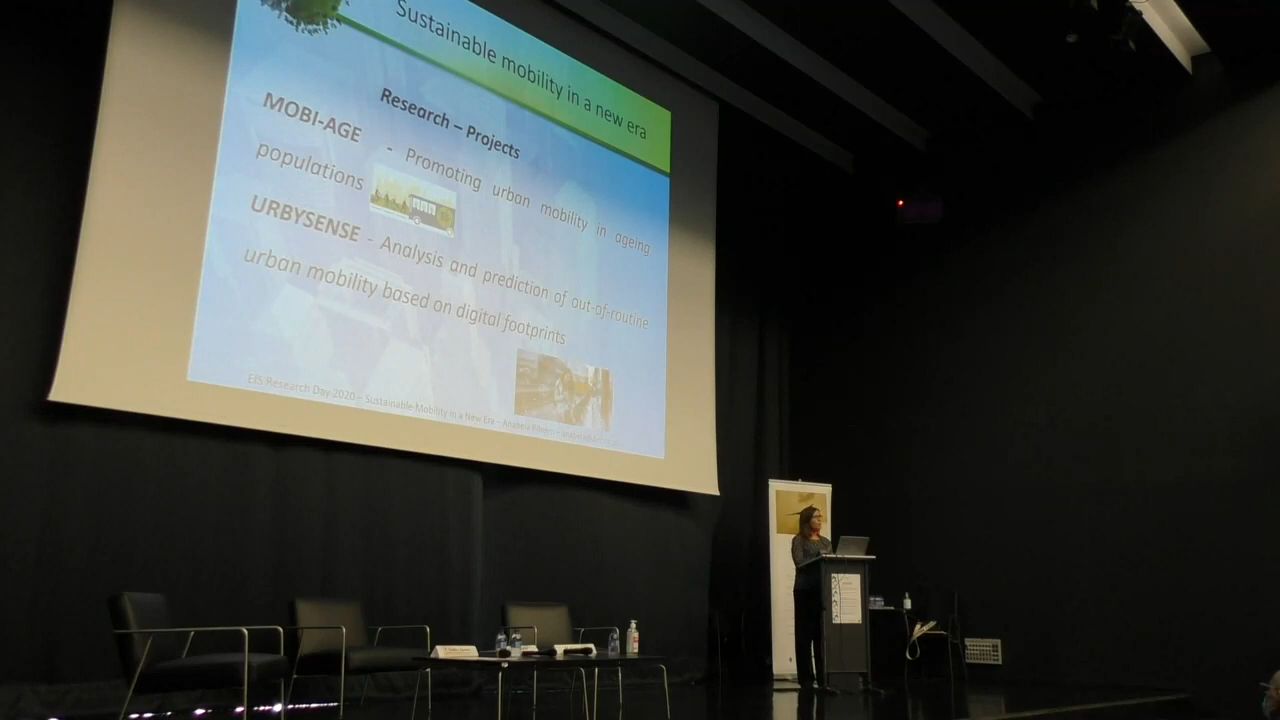 Sustainable mobility in a new era
Research – Projects
MOBI-AGE - Promoting urban mobility in ageing
populations
URBYSENSE - Analysis and prediction of out-of-routine
urban mobility based on digital footprints
EIS Research Day 2020 – Sustainable Mobility in a New Era - Anabela Ribeiro -